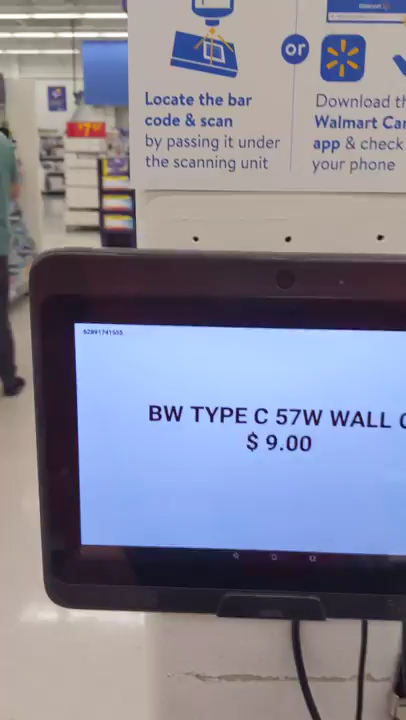 Locate the bar
code & scan
by passing it under
the scanning unit
or
Download th
Walmart Can
app & check
your phone
BW TYPE C 57W WALL
$ 9.00